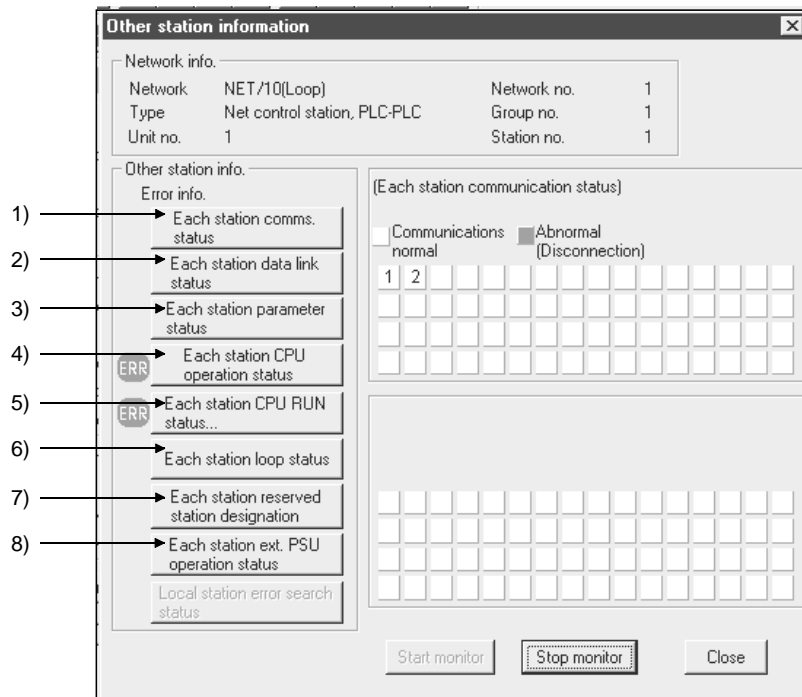 Other station information
Network info.
Network NET/10(Loop) Network no. 1
Type Net control station, PLC-PLC Group no. 1
Unit no. 1 Station no. 1
Other station info.
Error info.
1) Each station comms.
status
2) Each station data link
status
3) Each station parameter
status
4) ERR Each station CPU
operation status
5) ERR Each station CPU RUN
status...
6) Each station loop status
7) Each station reserved
station designation
8) Each station ext. PSU
operation status
Local station error search
status
(Each station communication status)
Communications Abnormal
normal (Disconnection)
1 2
Start monitor Stop monitor Close